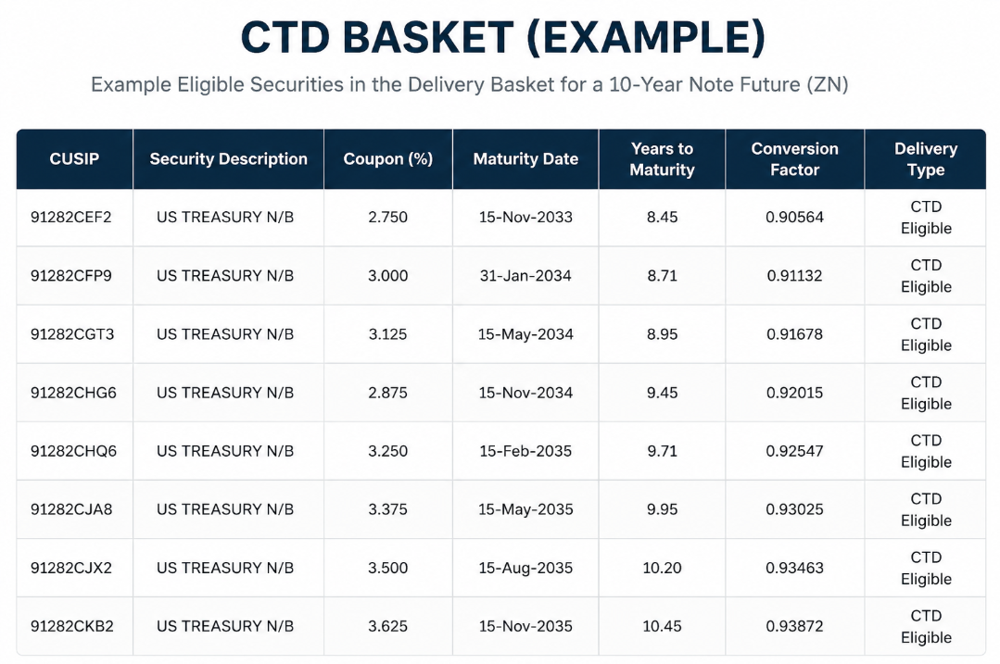 CTD BASKET (EXAMPLE)
Example Eligible Securities in the Delivery Basket for a 10-Year Note Future (ZN)
CUSIP Security Description Coupon (%) Maturity Date Years to Maturity Conversion Factor Delivery Type
91282CEF2 US TREASURY N/B 2.750 15-Nov-2033 8.45 0.90564 CTD Eligible
91282CFP9 US TREASURY N/B 3.000 31-Jan-2034 8.71 0.91132 CTD Eligible
91282CGT3 US TREASURY N/B 3.125 15-May-2034 8.95 0.91678 CTD Eligible
91282CHG6 US TREASURY N/B 2.875 15-Nov-2034 9.45 0.92015 CTD Eligible
91282CHQ6 US TREASURY N/B 3.250 15-Feb-2035 9.71 0.92547 CTD Eligible
91282CJA8 US TREASURY N/B 3.375 15-May-2035 9.95 0.93025 CTD Eligible
91282CJX2 US TREASURY N/B 3.500 15-Aug-2035 10.20 0.93463 CTD Eligible
91282CKB2 US TREASURY N/B 3.625 15-Nov-2035 10.45 0.93872 CTD Eligible